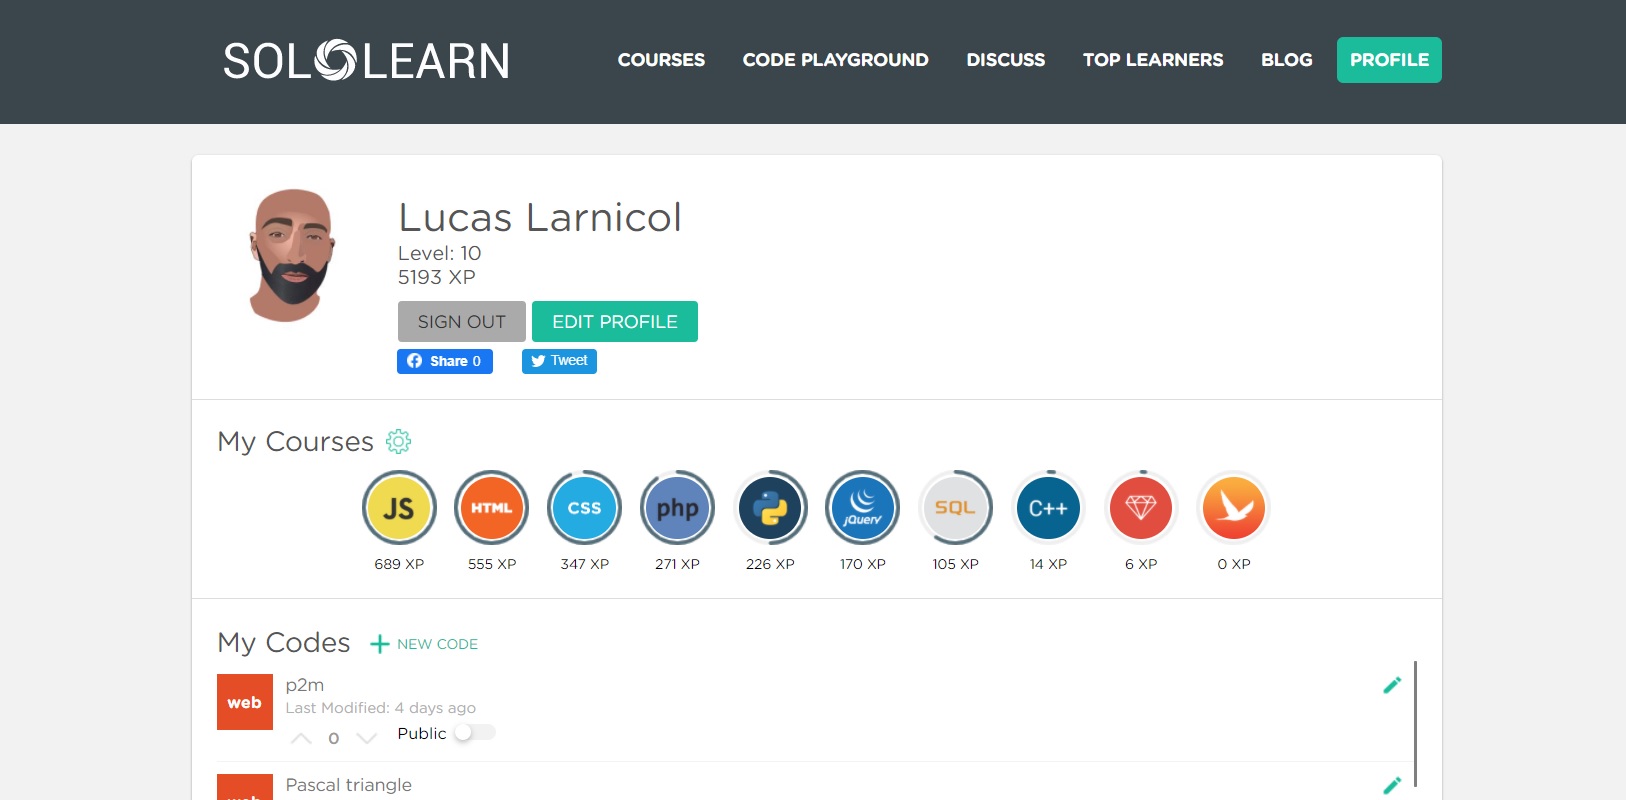 SOLOLEARN
COURSES
CODE PLAYGROUND
DISCUSS
TOP LEARNERS
BLOG
PROFILE
Lucas Larnicol
Level: 10
5193 XP
SIGN OUT
EDIT PROFILE
Share 0
Tweet
My Courses
JS
HTML
CSS
php
jQuery
SQL
C++
689 XP
555 XP
347 XP
271 XP
226 XP
170 XP
105 XP
14 XP
6 XP
0 XP
My Codes
NEW CODE
web
p2m
Last Modified: 4 days ago
0
Public
web
Pascal triangle